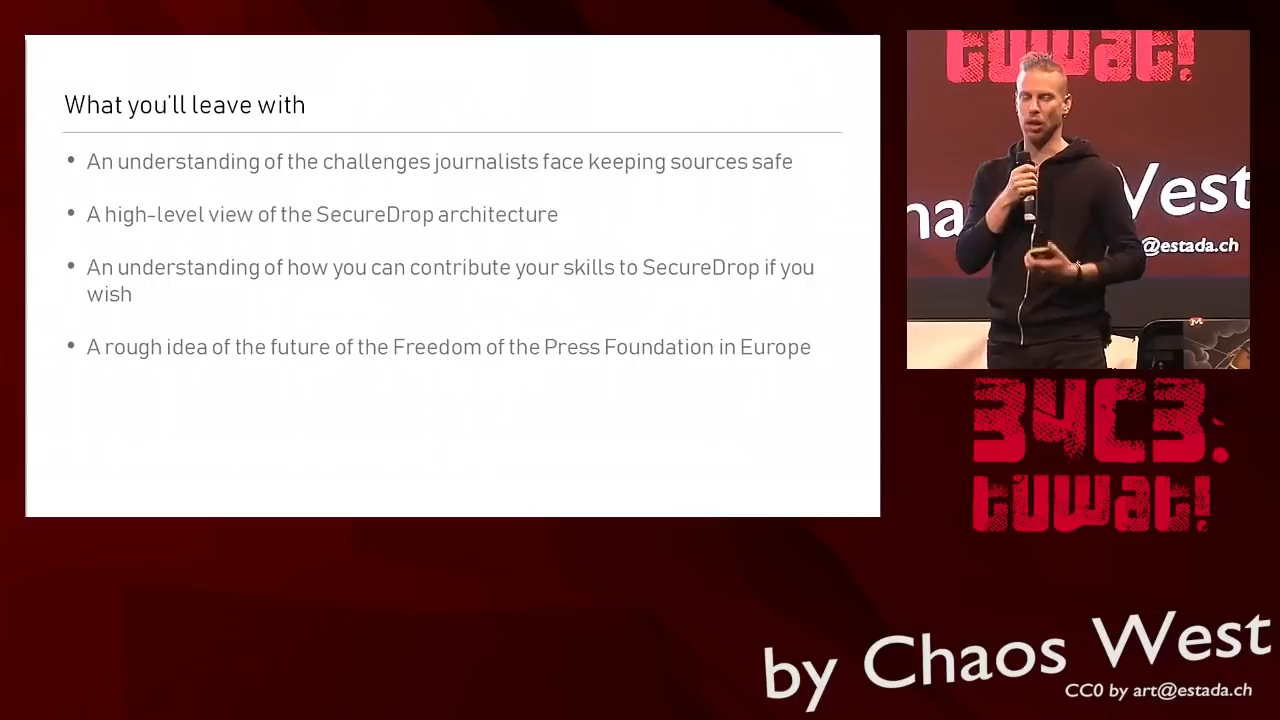 What you'll leave with
• An understanding of the challenges journalists face keeping sources safe
• A high-level view of the SecureDrop architecture
• An understanding of how you can contribute your skills to SecureDrop if you
wish
• A rough idea of the future of the Freedom of the Press Foundation in Europe
tuwat!
West
@estada.ch
34C3:
tuwat!
by Chaos West
CC0 by art@estada.ch